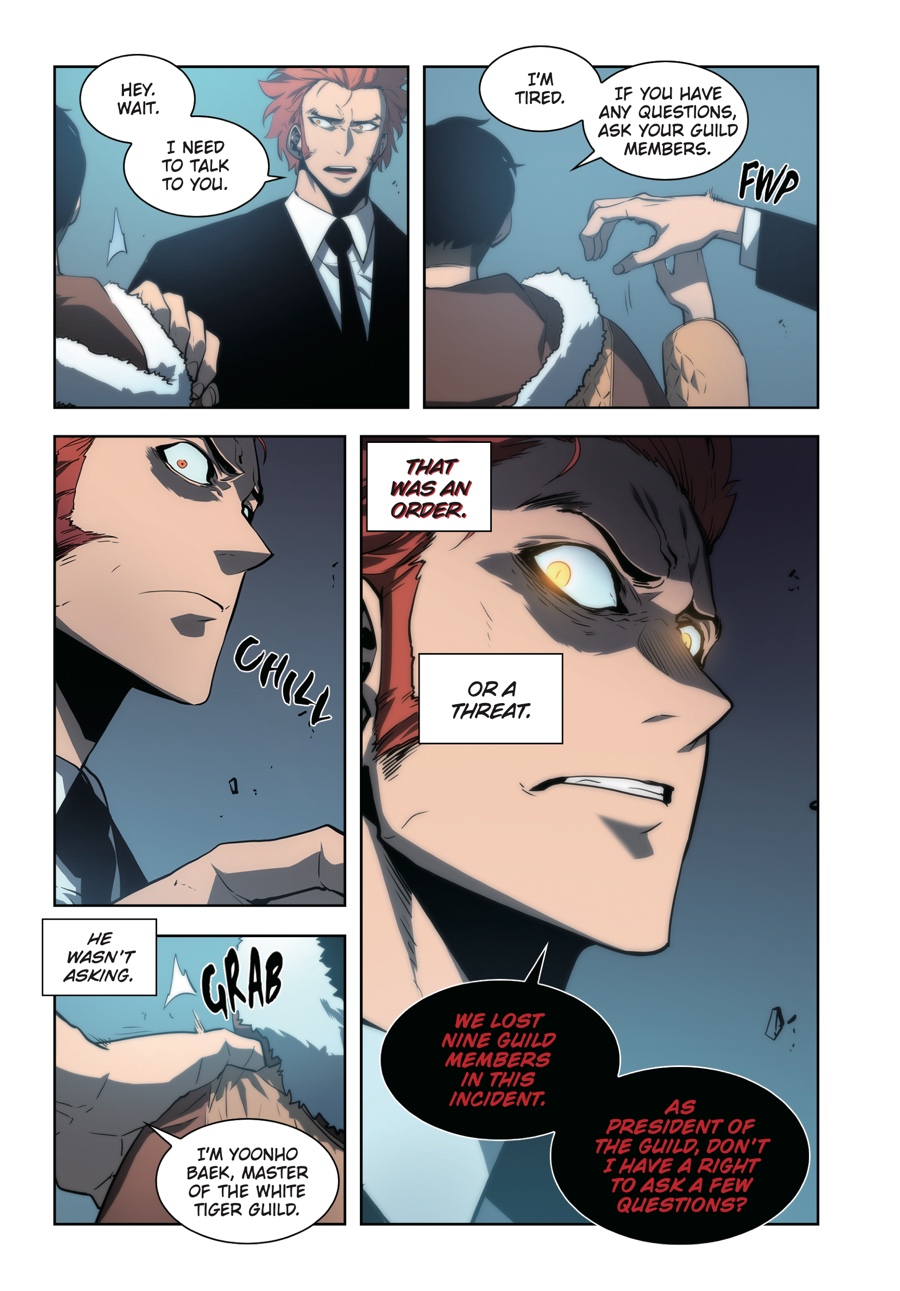 HEY.
WAIT.
I NEED
TO TALK
TO YOU.
I'M
TIRED.
IF YOU HAVE
ANY QUESTIONS,
ASK YOUR GUILD
MEMBERS.
FWP
CHILL
HE
WASN'T
ASKING.
GRAB
I'M YOONHO
BAEK, MASTER
OF THE WHITE
TIGER GUILD.
THAT
WAS AN
ORDER.
OR A
THREAT.
WE LOST
NINE GUILD
MEMBERS
IN THIS
INCIDENT.
AS
PRESIDENT OF
THE GUILD, DON'T
I HAVE A RIGHT
TO ASK A FEW
QUESTIONS?